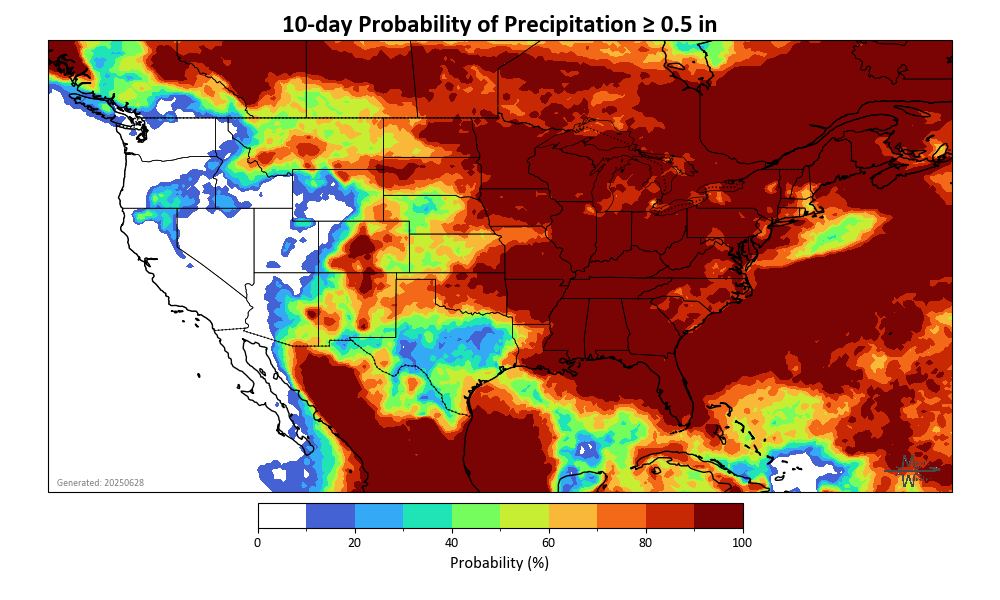 10-day Probability of Precipitation ≥ 0.5 in
Generated: 20250628
0 20 40 60 80 100
Probability (%)